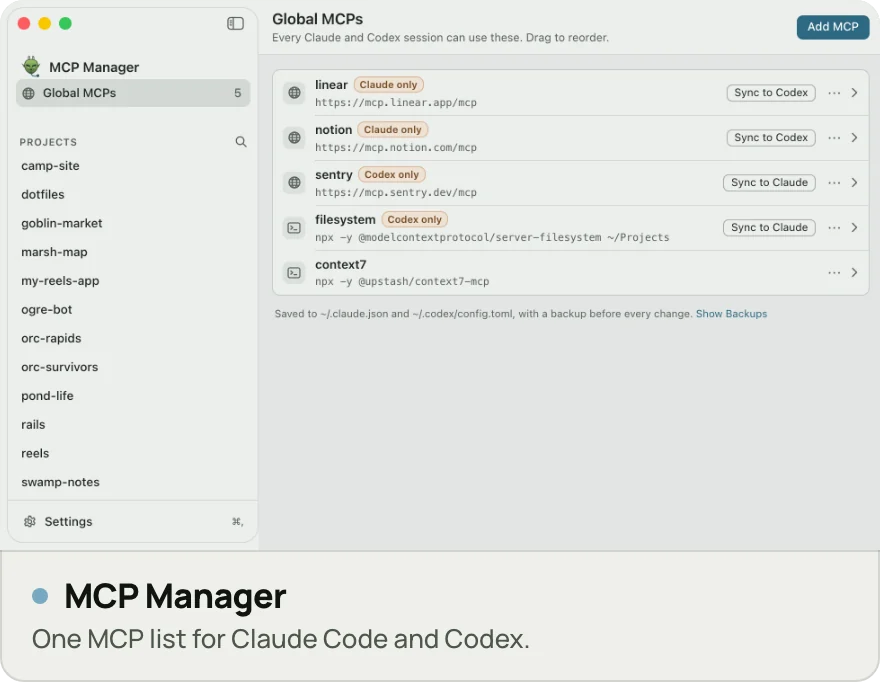 MCP Manager
Global MCPs 5
PROJECTS
camp-site
dotfiles
goblin-market
marsh-map
my-reels-app
ogre-bot
orc-rapids
orc-survivors
pond-life
rails
reels
swamp-notes
Settings ⌘,
Global MCPs
Every Claude and Codex session can use these. Drag to reorder.
Add MCP
linear Claude only
https://mcp.linear.app/mcp
Sync to Codex
notion Claude only
https://mcp.notion.com/mcp
Sync to Codex
sentry Codex only
https://mcp.sentry.dev/mcp
Sync to Claude
filesystem Codex only
npx -y @modelcontextprotocol/server-filesystem ~/Projects
Sync to Claude
context7
npx -y @upstash/context7-mcp
Saved to ~/.claude.json and ~/.codex/config.toml, with a backup before every change. Show Backups
MCP Manager
One MCP list for Claude Code and Codex.